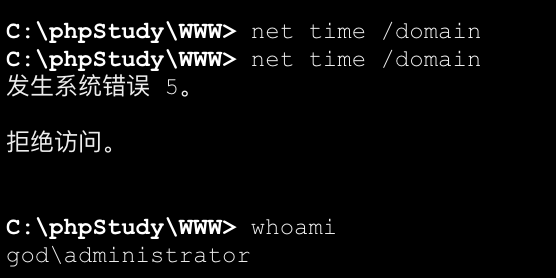 C:\phpStudy\WWW> net time /domain
C:\phpStudy\WWW> net time /domain
发生系统错误 5。
拒绝访问。
C:\phpStudy\WWW> whoami
god\administrator